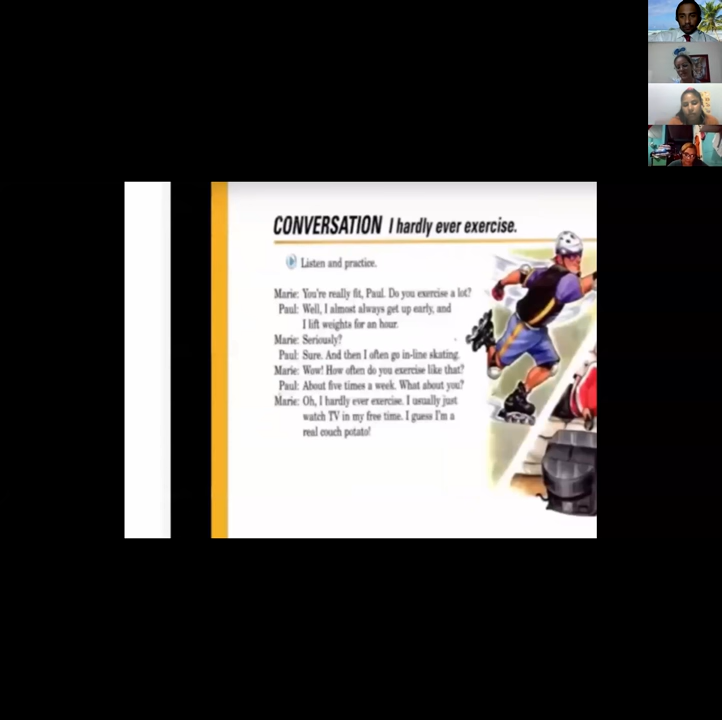 CONVERSATION I hardly ever exercise.
Listen and practice.
Marie: You're really fit, Paul. Do you exercise a lot?
Paul: Well, I almost always get up early, and
I lift weights for an hour.
Marie: Seriously?
Paul: Sure. And then I often go in-line skating.
Marie: Wow! How often do you exercise like that?
Paul: About five times a week. What about you?
Marie: Oh, I hardly ever exercise. I usually just
watch TV in my free time. I guess I'm a
real couch potato!